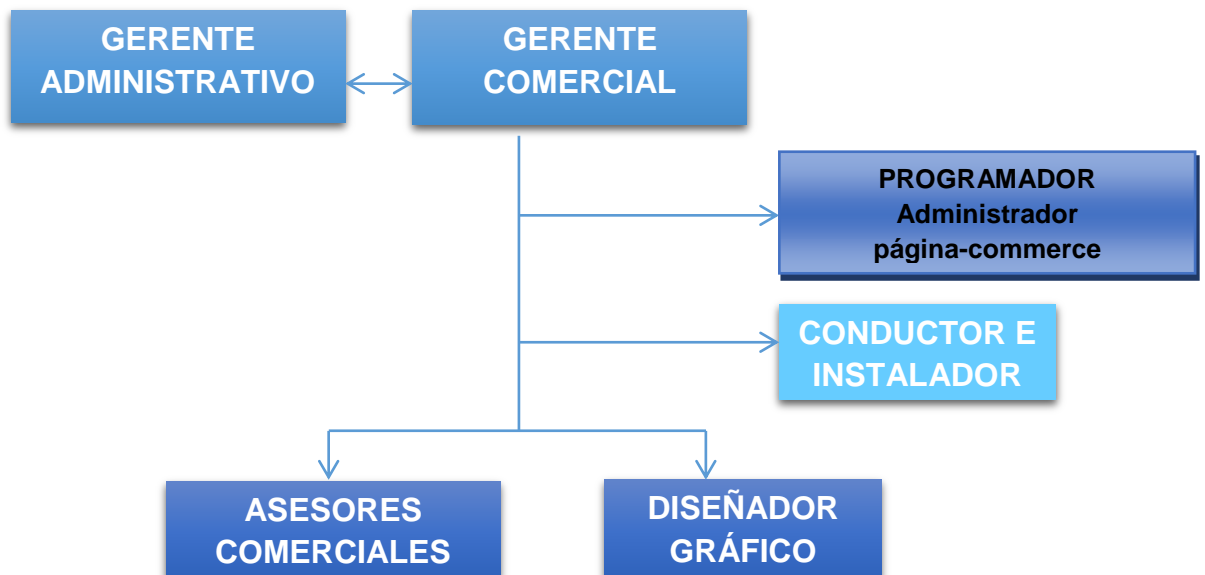 GERENTE
ADMINISTRATIVO
GERENTE
COMERCIAL
PROGRAMADOR
Administrador
página-commerce
CONDUCTOR E
INSTALADOR
ASESORES
COMERCIALES
DISEÑADOR
GRÁFICO